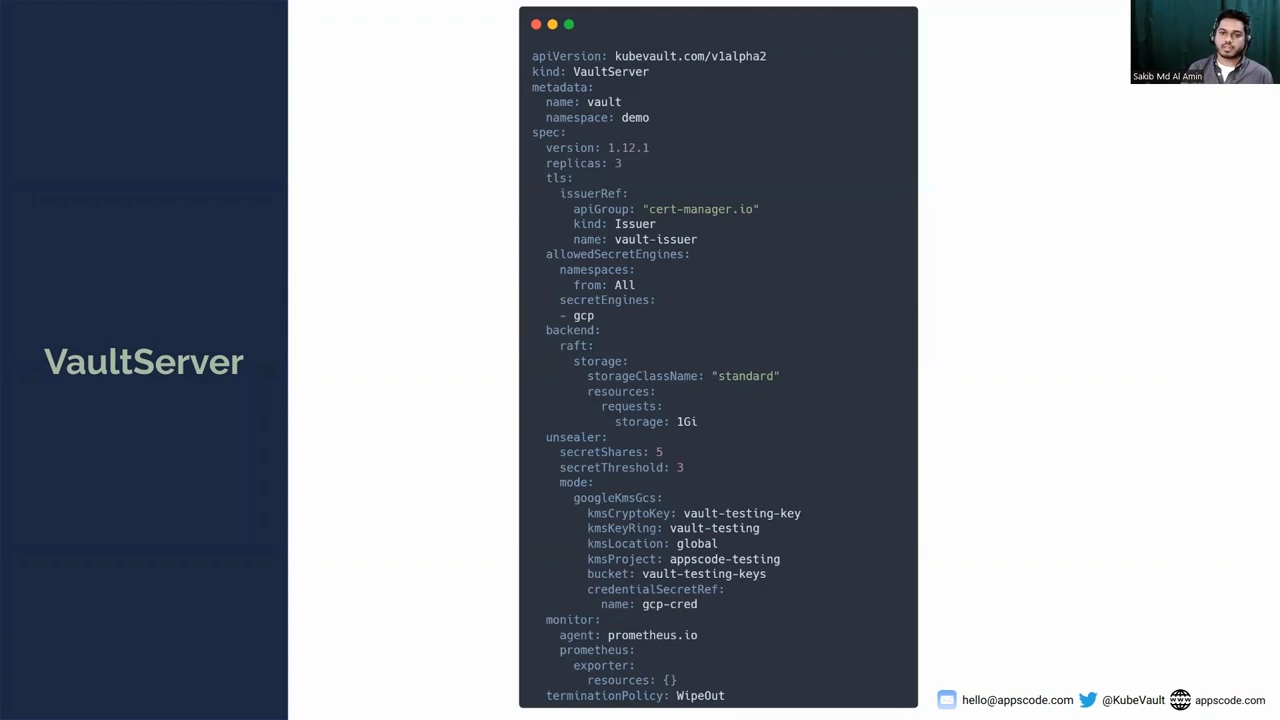 VaultServer
apiVersion: kubevault.com/v1alpha2
kind: VaultServer
metadata:
  name: vault
  namespace: demo
spec:
  version: 1.12.1
  replicas: 3
  tls:
    issuerRef:
      apiGroup: "cert-manager.io"
      kind: Issuer
      name: vault-issuer
  allowedSecretEngines:
    namespaces:
      from: All
    secretEngines:
    - gcp
  backend:
    raft:
      storage:
        storageClassName: "standard"
        resources:
          requests:
            storage: 1Gi
  unsealer:
    secretShares: 5
    secretThreshold: 3
    mode:
      googleKmsGcs:
        kmsCryptoKey: vault-testing-key
        kmsKeyRing: vault-testing
        kmsLocation: global
        kmsProject: appscode-testing
        bucket: vault-testing-keys
        credentialSecretRef:
          name: gcp-cred
  monitor:
    agent: prometheus.io
    prometheus:
      exporter:
        resources: {}
  terminationPolicy: WipeOut
Sakib Md Al Amin
hello@appscode.com @KubeVault appscode.com